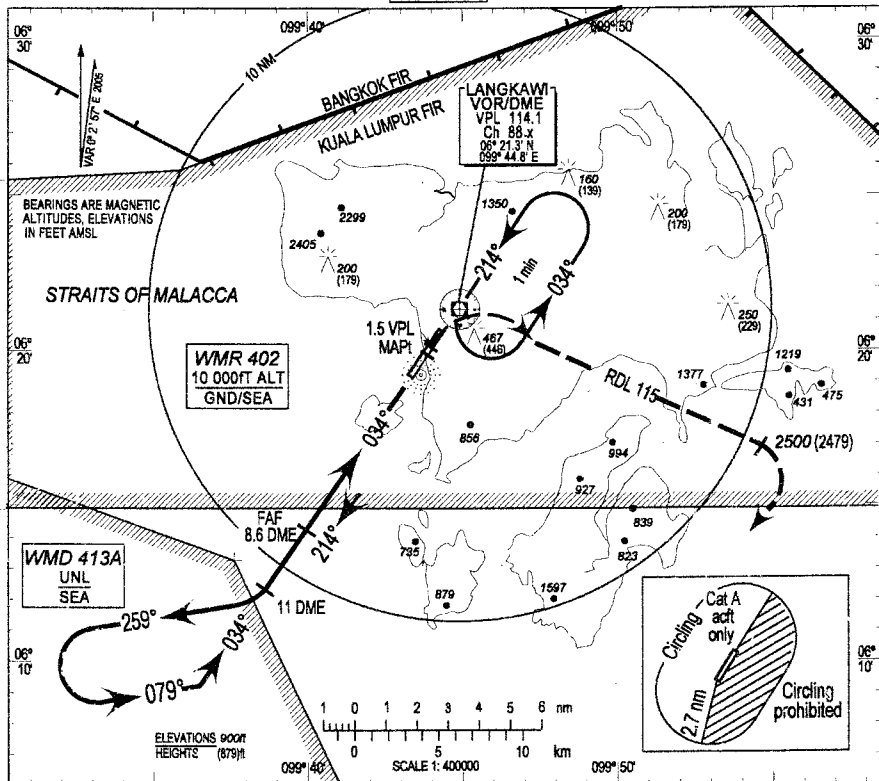 099° 40'
099° 50'
06°
30'
06°
30'
10 NM
BANGKOK FIR
KUALA LUMPUR FIR
VAR 0° 2' 57" E 2005
LANGKAWI
VOR/DME
VPL 114.1
Ch 88.x
06° 21.3' N
099° 44.8' E
160
(139)
BEARINGS ARE MAGNETIC
ALTITUDES, ELEVATIONS
IN FEET AMSL
2299
2405
200
(179)
1350
200
(179)
214°
1 min
034°
STRAITS OF MALACCA
250
(229)
1.5 VPL
MAPt
467
(446)
06°
20'
06°
20'
WMR 402
10 000fT ALT
GND/SEA
RDL 115
1377
1219
475
431
034°
856
994
2500 (2479)
927
FAF
8.6 DME
214°
839
823
735
WMD 413A
UNL
SEA
879
1597
11 DME
259°
034°
079°
Circling
Cat A
acft
only
2.7 nm
Circling
prohibited
06°
10'
06°
10'
1 0 1 2 3 4 5 6 nm
0 5 10 km
SCALE 1: 400000
ELEVATIONS 900ft
HEIGHTS (879)ft
099° 40'
099° 50'